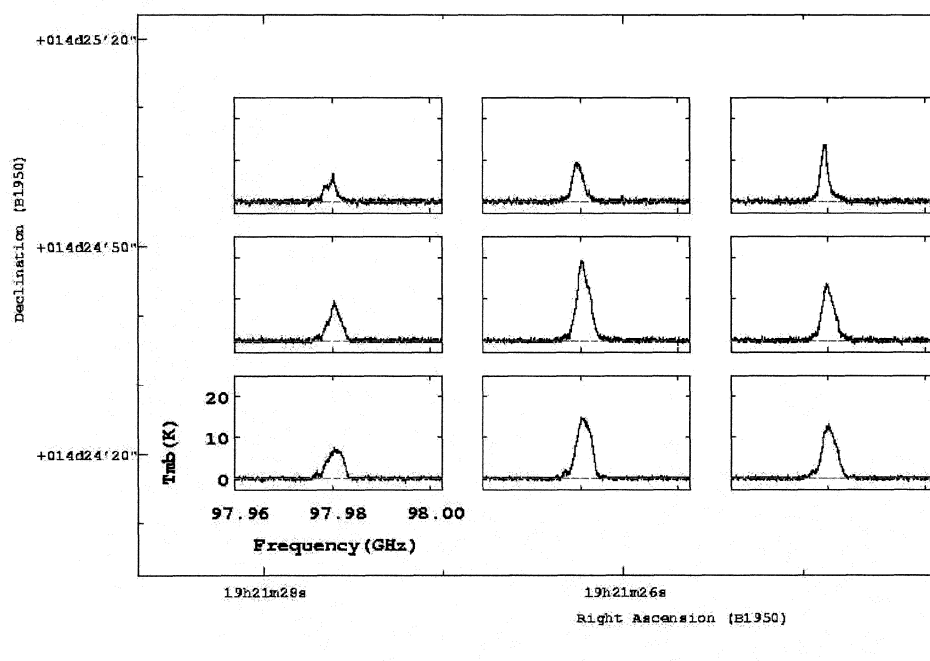 +014d25'20"
Declination (B1950)
+014d24'50"
20
10
0
Tmb(K)
+014d24'20"
97.96 97.98 98.00
Frequency(GHz)
19h21m28s 19h21m26s
Right Ascension (B1950)